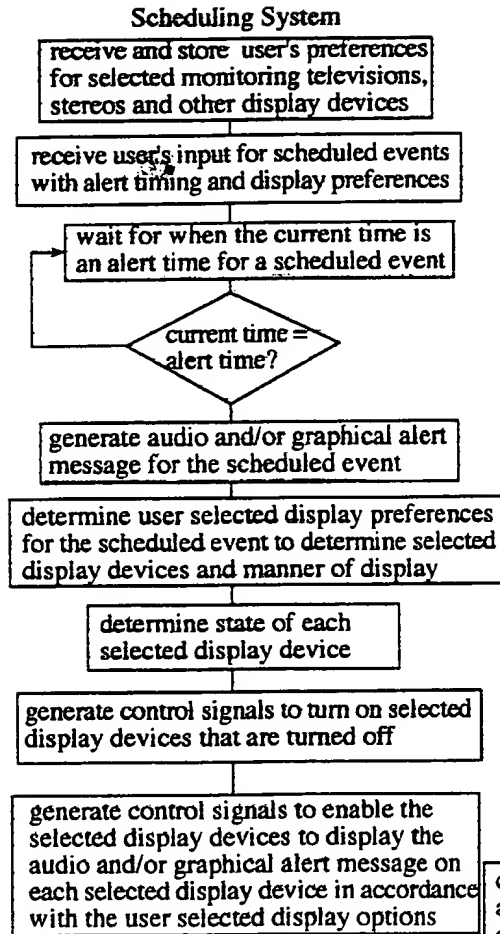 Scheduling System
receive and store user's preferences
for selected monitoring televisions,
stereos and other display devices
receive user's input for scheduled events
with alert timing and display preferences
wait for when the current time is
an alert time for a scheduled event
current time =
alert time?
generate audio and/or graphical alert
message for the scheduled event
determine user selected display preferences
for the scheduled event to determine selected
display devices and manner of display
determine state of each
selected display device
generate control signals to turn on selected
display devices that are turned off
generate control signals to enable the
selected display devices to display the
audio and/or graphical alert message on
each selected display device in accordance
with the user selected display options